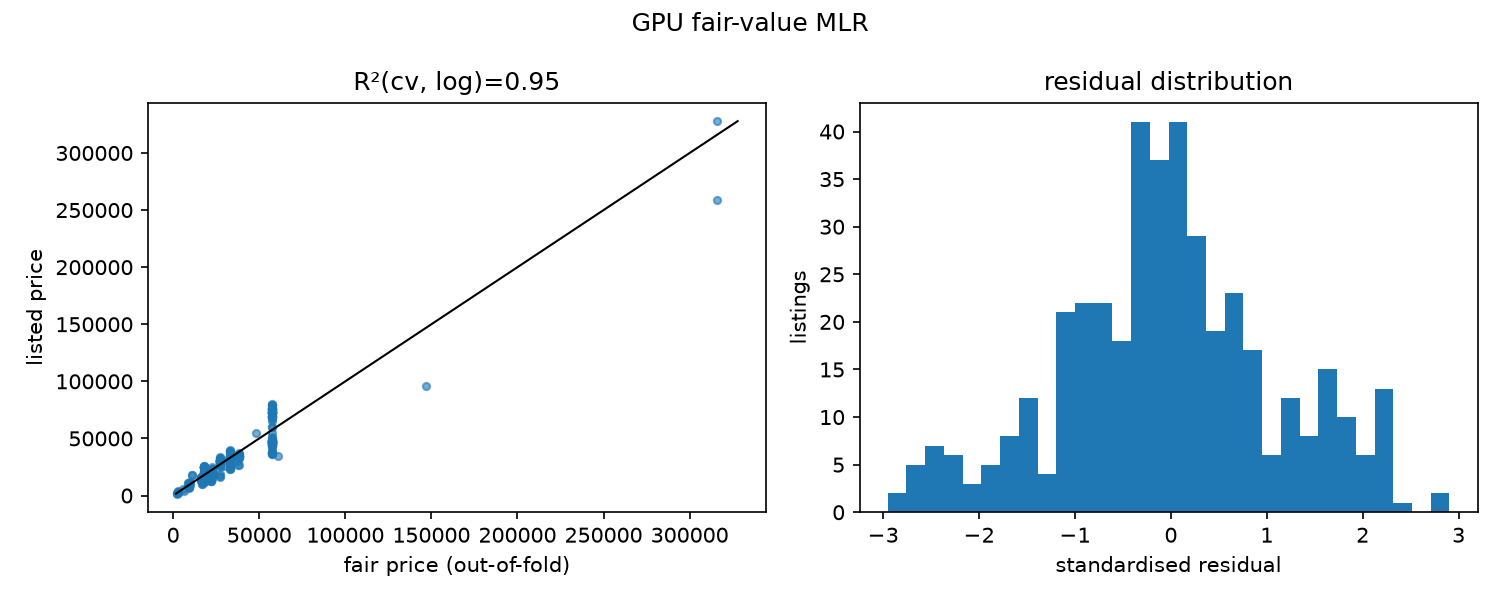 GPU fair-value MLR
R²(cv, log)=0.95
300000
250000
200000
150000
100000
50000
0
listed price
0 50000 100000 150000 200000 250000 300000
fair price (out-of-fold)
residual distribution
40
35
30
25
20
15
10
5
0
listings
−3 −2 −1 0 1 2 3
standardised residual